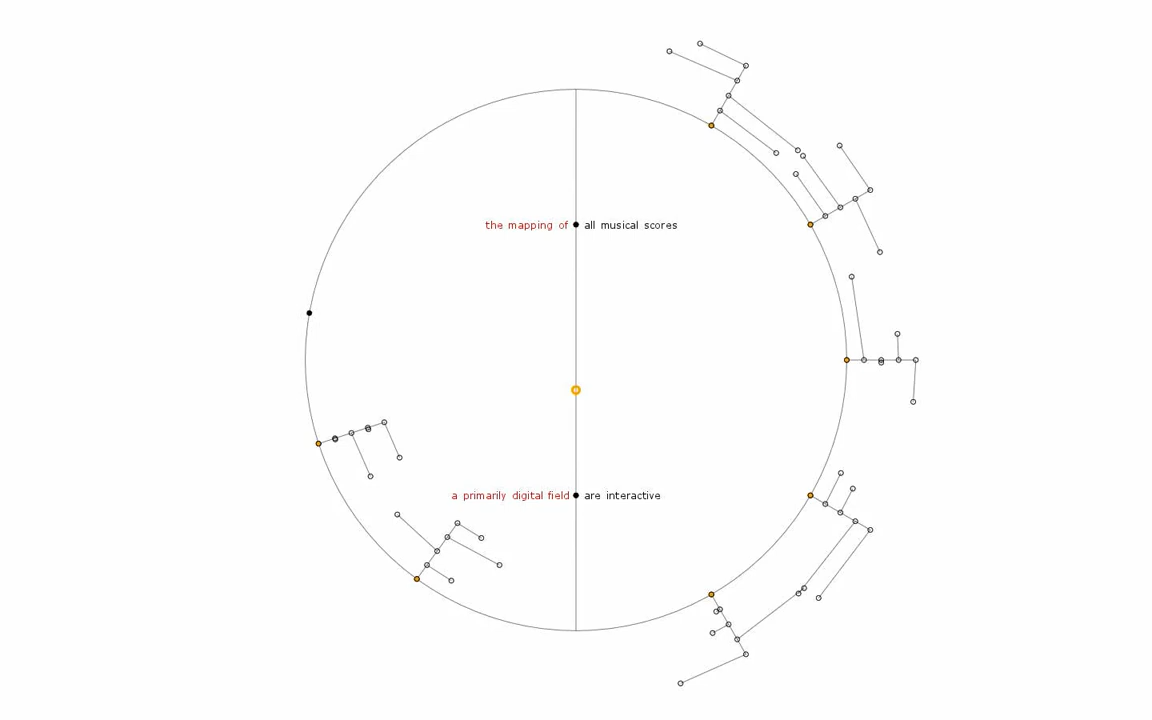 the mapping of all musical scores
a primarily digital field are interactive